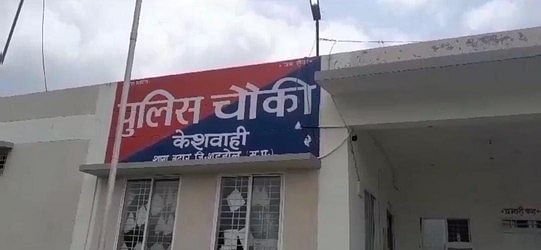 पुलिस चौकी
केशवाही
थाना बुढार जि.शहडोल (म.प्र.)